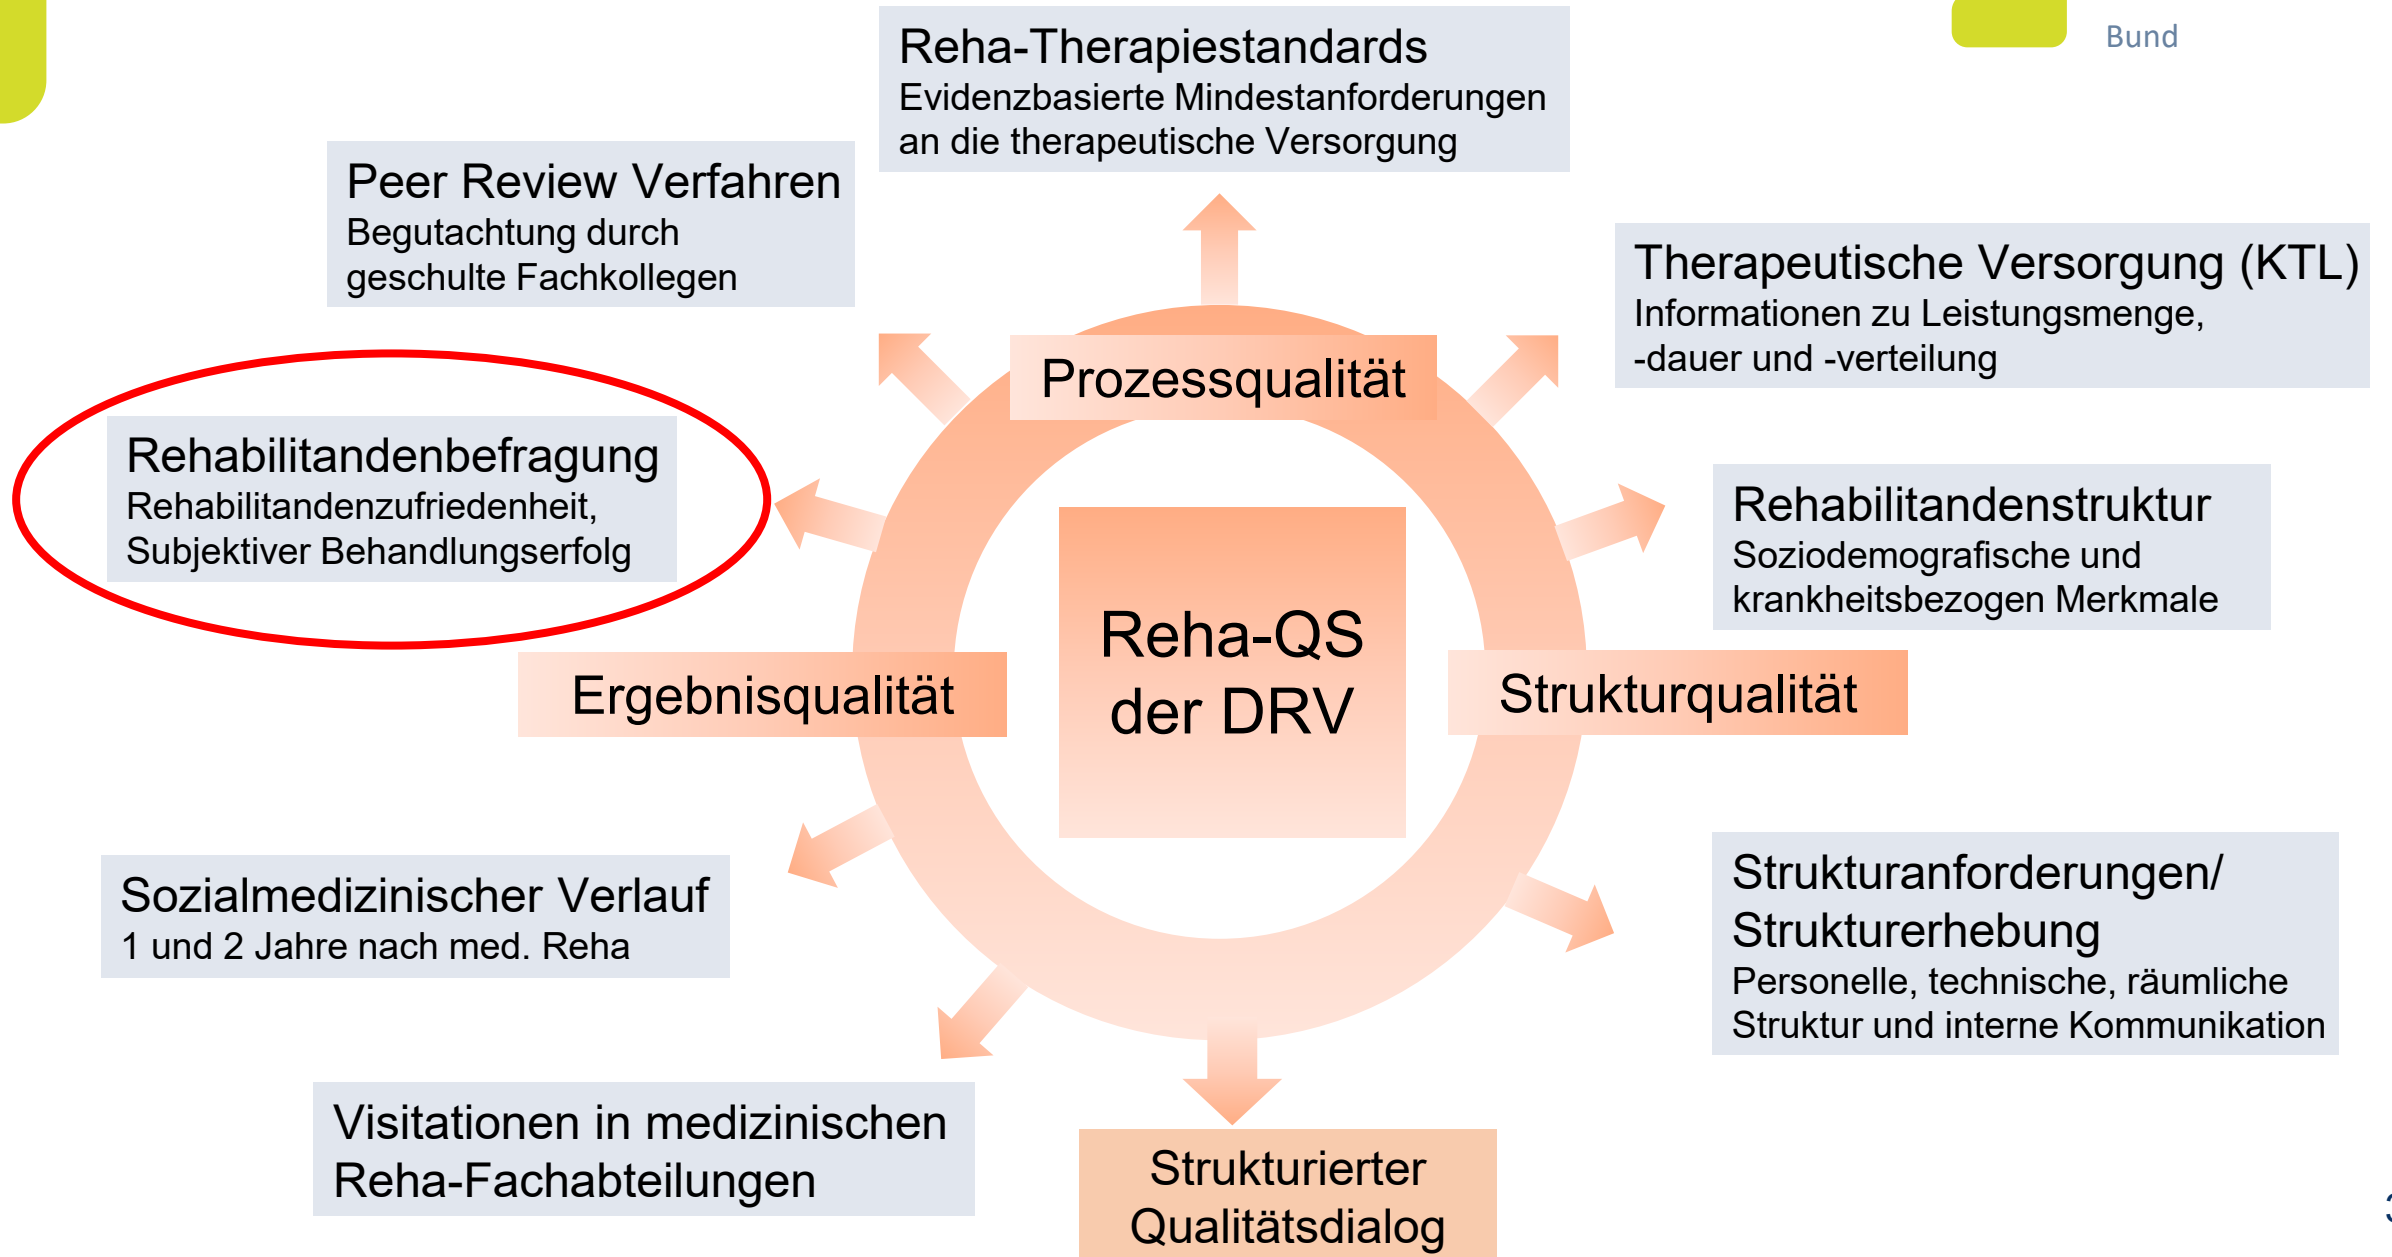 Bund
Reha-Therapiestandards
Evidenzbasierte Mindestanforderungen
an die therapeutische Versorgung
Peer Review Verfahren
Begutachtung durch
geschulte Fachkollegen
Therapeutische Versorgung (KTL)
Informationen zu Leistungsmenge,
-dauer und -verteilung
Prozessqualität
Rehabilitandenbefragung
Rehabilitandenzufriedenheit,
Subjektiver Behandlungserfolg
Rehabilitandenstruktur
Soziodemografische und
krankheitsbezogen Merkmale
Reha-QS
der DRV
Ergebnisqualität
Strukturqualität
Sozialmedizinischer Verlauf
1 und 2 Jahre nach med. Reha
Strukturanforderungen/
Strukturerhebung
Personelle, technische, räumliche
Struktur und interne Kommunikation
Visitationen in medizinischen
Reha-Fachabteilungen
Strukturierter
Qualitätsdialog